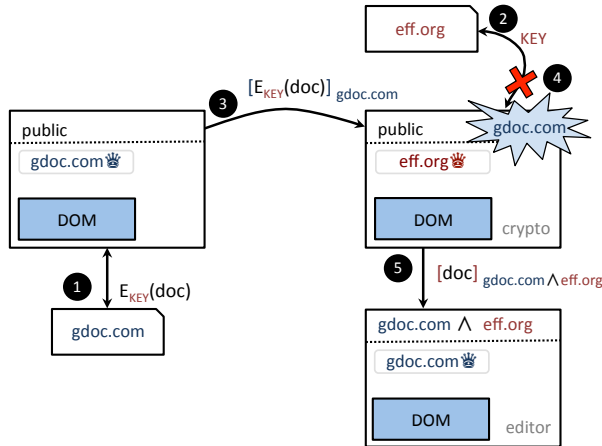 eff.org
2
KEY
3
[E_KEY(doc)] gdoc.com
4
public
gdoc.com
DOM
public
gdoc.com
eff.org
DOM
crypto
1
E_KEY(doc)
gdoc.com
5
[doc] gdoc.com ∧ eff.org
gdoc.com ∧ eff.org
gdoc.com
DOM
editor